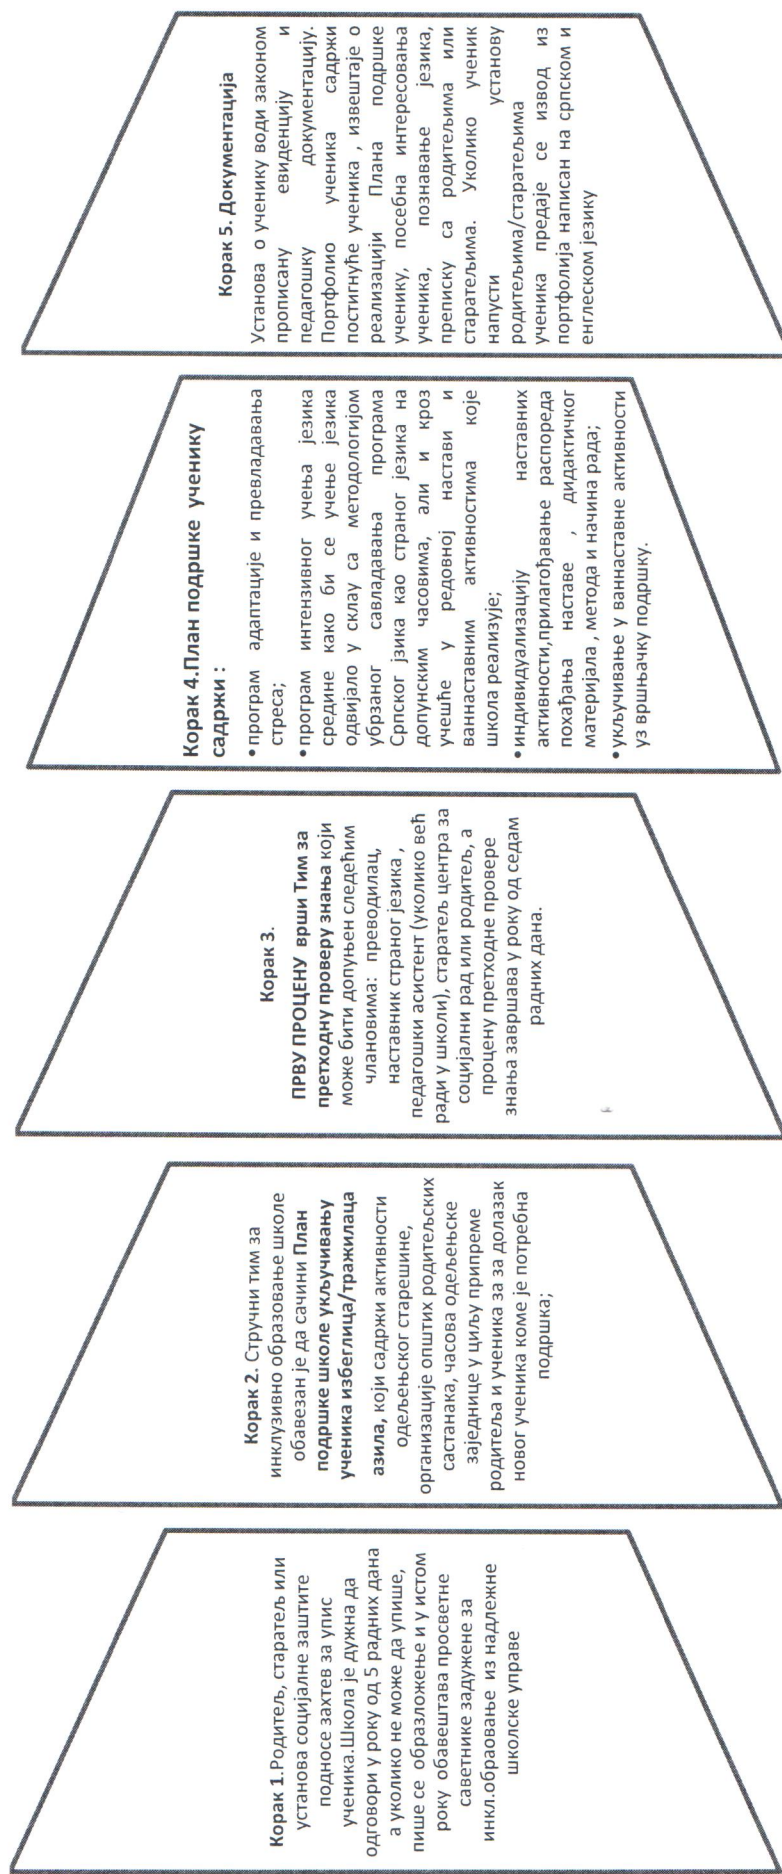 Корак 1.Родитељ, старатељ или
установа социјалне заштите
подносе захтев за упис
ученика.Школа је дужна да
одговори у року од 5 радних дана
а уколико не може да упише,
пише се образложење и у истом
року обавештава просветне
саветнике задужене за
инкл.обраовање из надлежне
школске управе
Корак 2. Стручни тим за
инклузивно образовање школе
обавезан је да сачини План
подршке школе укључивању
ученика избеглица/тражилаца
азила, који садржи активности
одељењског старешине,
организације општих родитељских
састанака, часова одељењске
заједнице у циљу припреме
родитеља и ученика за за долазак
новог ученика коме је потребна
подршка;
Корак 3.
ПРВУ ПРОЦЕНУ врши Тим за
претходну проверу знања који
може бити допуњен следећим
члановима: преводилац,
наставник страног језика ,
педагошки асистент (уколико већ
ради у школи), старатељ центра за
социјални рад или родитељ, а
процену претходне провере
знања завршава у року од седам
радних дана.
Корак 4.План подршке ученику
садржи :
•програм адаптације и превладавања
стреса;
•програм интензивног учења језика
средине како би се учење језика
одвијало у склау са методологијом
убрзаног савладавања програма
Српског јзика као страног језика на
допунским часовима, али и кроз
учешће у редовној настави и
ваннаставним активностима које
школа реализује;
•индивидуализацију наставних
активности,прилагођавање распореда
похађања наставе , дидактичког
материјала , метода и начина рада;
•укључивање у ваннаставне активности
уз вршњачку подршку.
Корак 5. Документација
Установа о ученику води законом
прописану евиденцију и
педагошку документацију.
Портфолио ученика садржи
постигнуће ученика , извештаје о
реализацији Плана подршке
ученику, посебна интересовања
ученика, познавање језика,
преписку са родитељима или
старатељима. Уколико ученик
напусти установу
родитељима/старатељима
ученика предаје се извод из
портфолија написан на српском и
енглеском језику